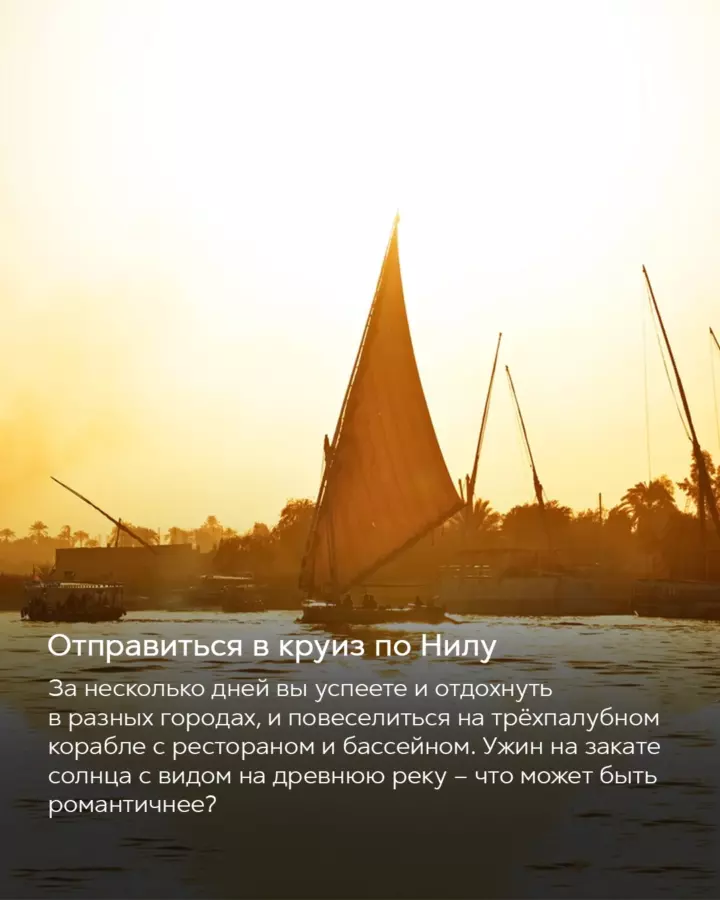 Отправиться в круиз по Нилу
За несколько дней вы успеете и отдохнуть
в разных городах, и повеселиться на трёхпалубном
корабле с рестораном и бассейном. Ужин на закате
солнца с видом на древнюю реку – что может быть
романтичнее?